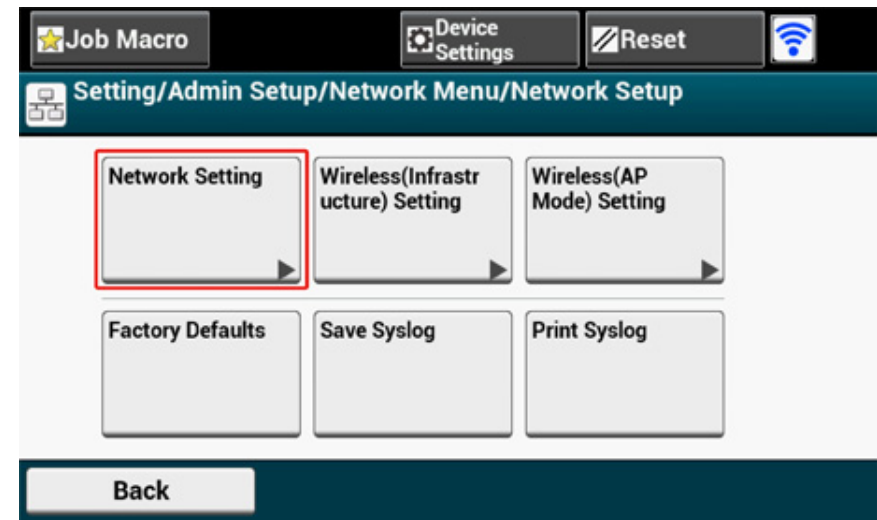 Job Macro
Device
Settings
Reset
Setting/Admin Setup/Network Menu/Network Setup
Network Setting
Wireless(Infrastr
ucture) Setting
Wireless(AP
Mode) Setting
Factory Defaults
Save Syslog
Print Syslog
Back